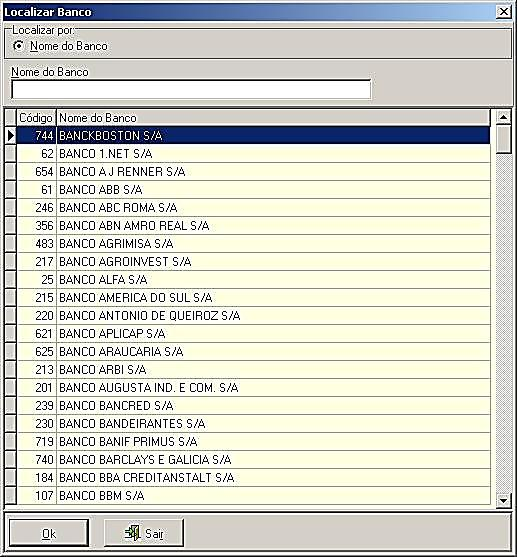 Localizar Banco
Localizar por:
Nome do Banco
Nome do Banco
Código Nome do Banco
744 BANCKBOSTON S/A
62 BANCO 1.NET S/A
654 BANCO A J RENNER S/A
61 BANCO ABB S/A
246 BANCO ABC ROMA S/A
356 BANCO ABN AMRO REAL S/A
483 BANCO AGRIMISA S/A
217 BANCO AGROINVEST S/A
25 BANCO ALFA S/A
215 BANCO AMERICA DO SUL S/A
220 BANCO ANTONIO DE QUEIROZ S/A
621 BANCO APLICAP S/A
625 BANCO ARAUCARIA S/A
213 BANCO ARBI S/A
201 BANCO AUGUSTA IND. E COM. S/A
239 BANCO BANCRED S/A
230 BANCO BANDEIRANTES S/A
719 BANCO BANIF PRIMUS S/A
740 BANCO BARCLAYS E GALICIA S/A
184 BANCO BBA CREDITANSTALT S/A
107 BANCO BBM S/A
Ok Sair